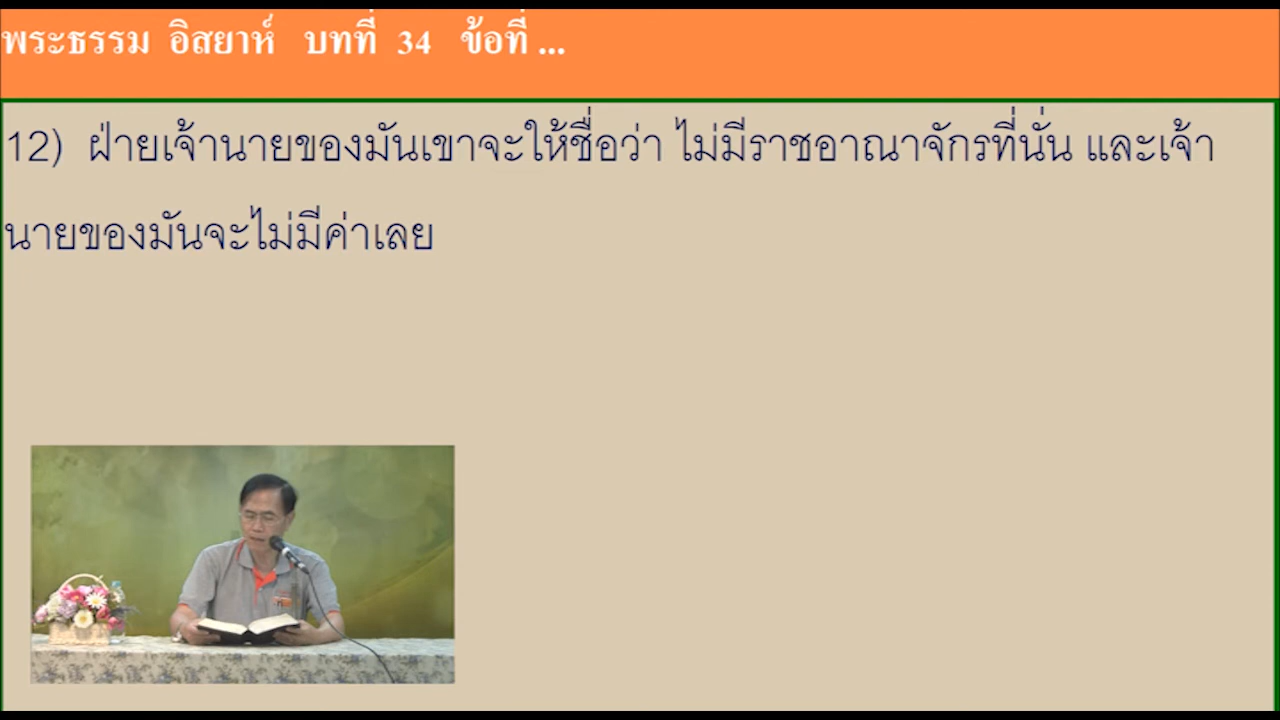 พระธรรม อิสยาห์ บทที่ 34 ข้อที่ ...
12) ฝ่ายเจ้านายของมันเขาจะให้ชื่อว่า ไม่มีราชอาณาจักรที่นั่น และเจ้า
นายของมันจะไม่มีค่าเลย